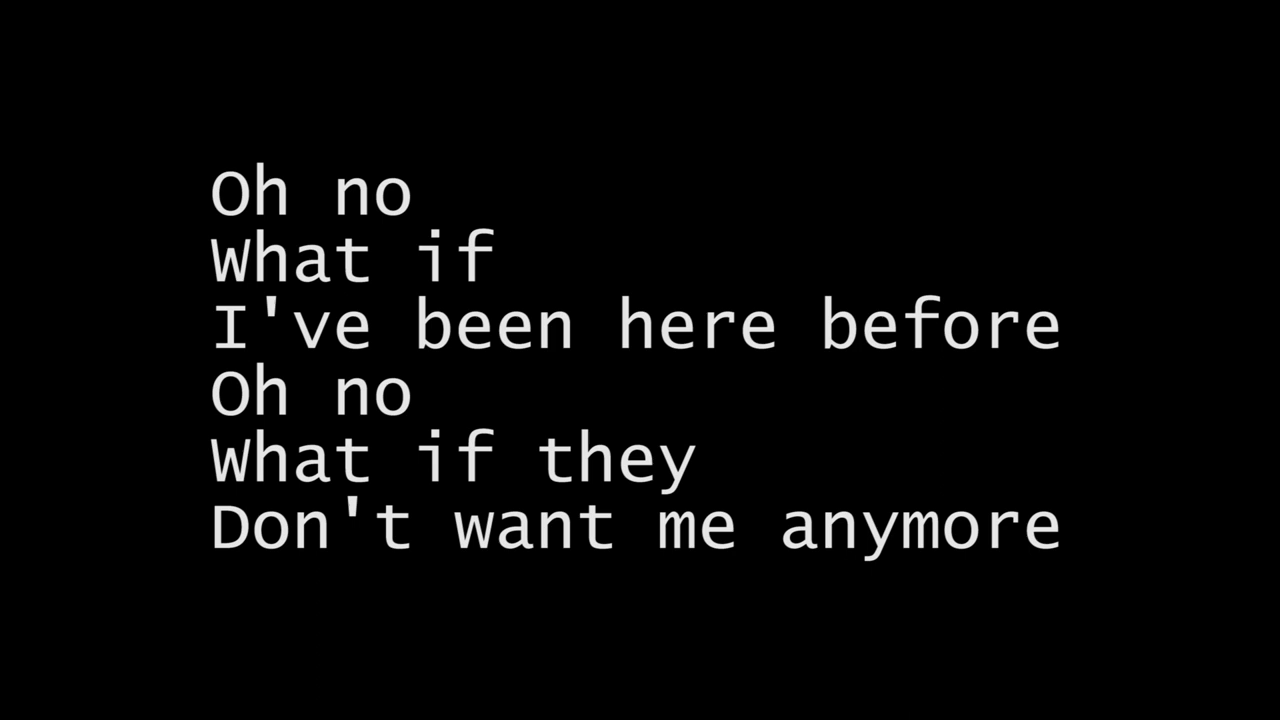 Oh no
What if
I've been here before
Oh no
What if they
Don't want me anymore